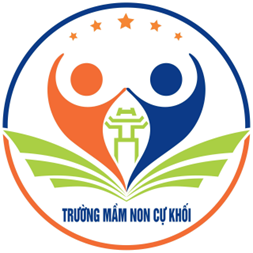 TRƯỜNG MẦM NON CỰ KHỐI